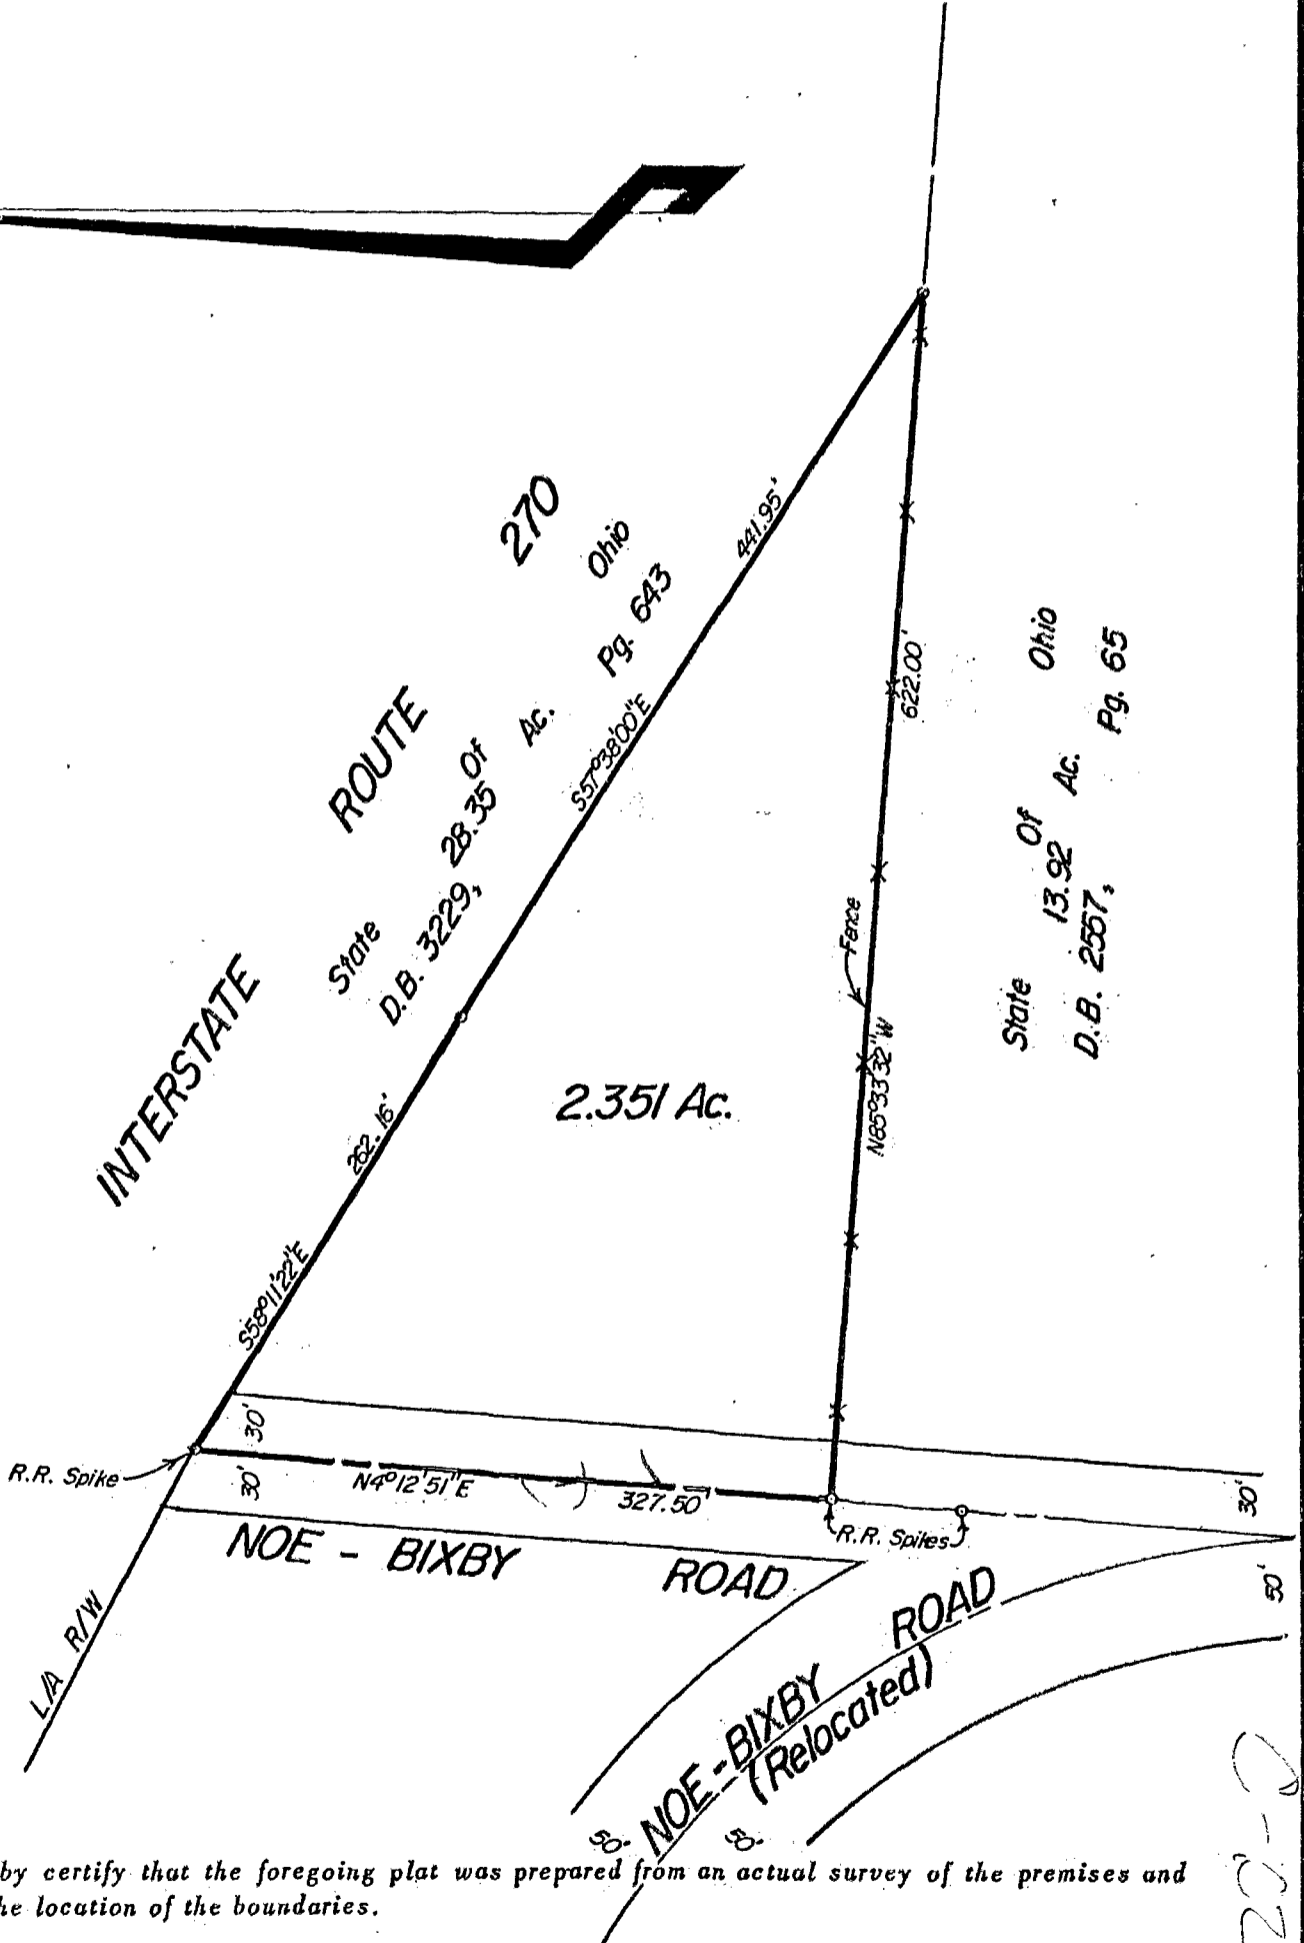 INTERSTATE ROUTE 270
State Of Ohio
28.35 Ac.
D.B. 3229, Pg. 643
441.95'
S57°38'00"E
262.16'
S58°11'22"E
622.00'
Fence
N85°33'32"W
2.351 Ac.
State Of Ohio
13.92 Ac.
D.B. 2557, Pg. 65
30'
30'
R.R. Spike
N4°12'51"E
327.50'
R.R. Spikes
30'
50'
NOE - BIXBY ROAD
L/A R/W
NOE - BIXBY ROAD
(Relocated)
50'
50'
by certify that the foregoing plat was prepared from an actual survey of the premises and
he location of the boundaries.